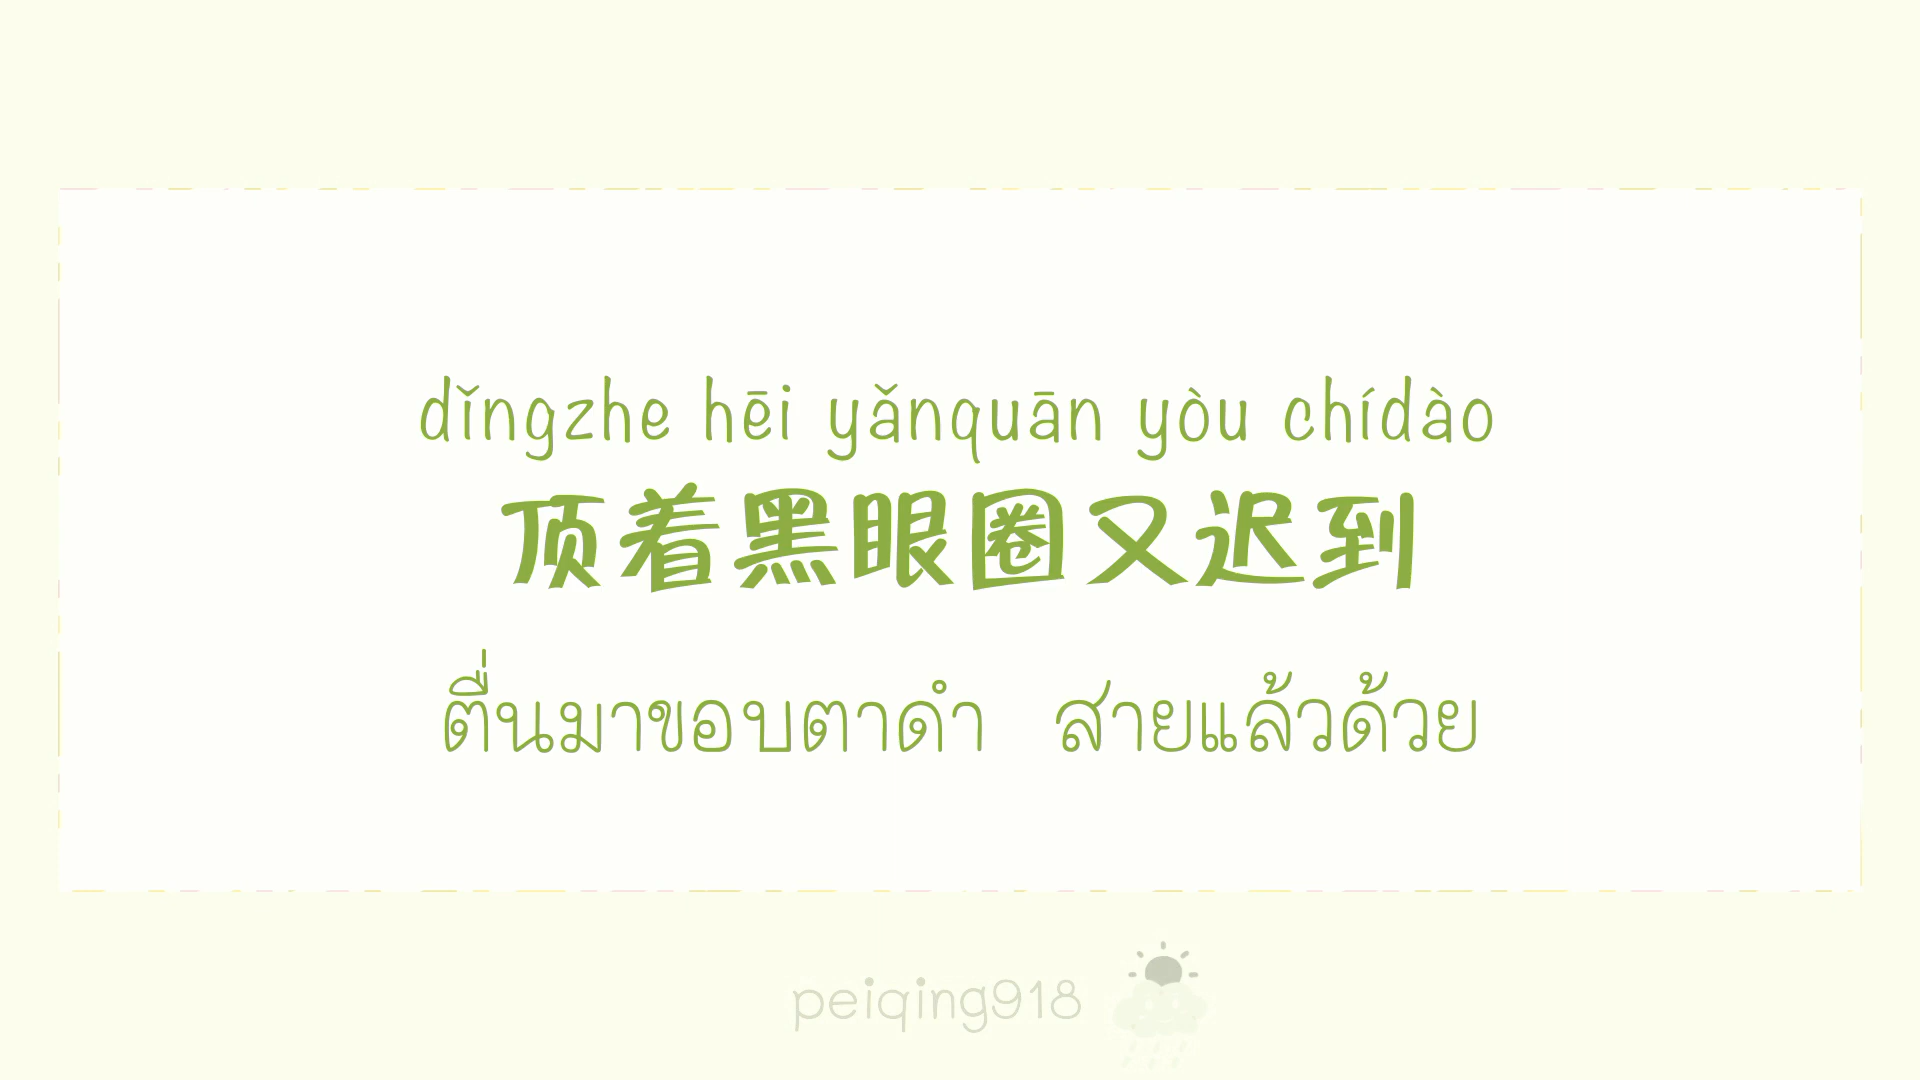 dǐngzhe hēi yǎnquān yòu chídào
顶着黑眼圈又迟到
ตื่นมาขอบตาดำ สายแล้วด้วย
peiqing918